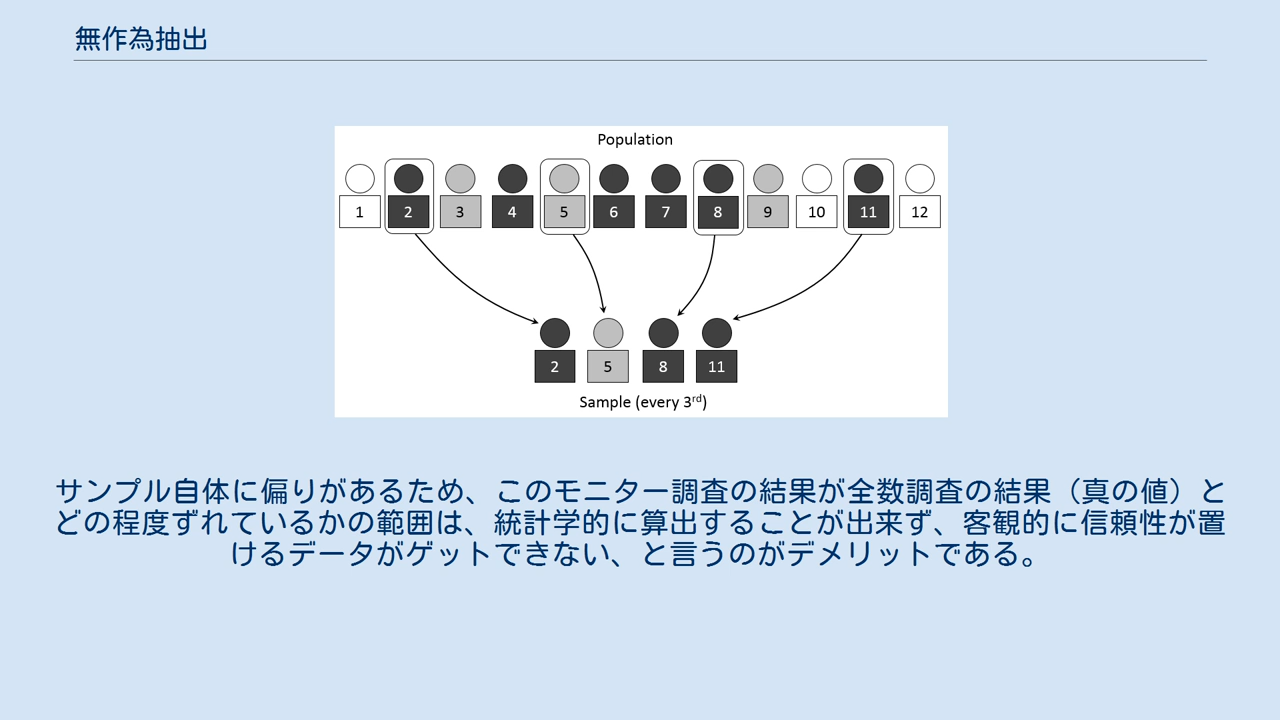 無作為抽出
Population
1 2 3 4 5 6 7 8 9 10 11 12
2 5 8 11
Sample (every 3rd)
サンプル自体に偏りがあるため、このモニター調査の結果が全数調査の結果（真の値）と
どの程度ずれているかの範囲は、統計学的に算出することが出来ず、客観的に信頼性が置
けるデータがゲットできない、と言うのがデメリットである。